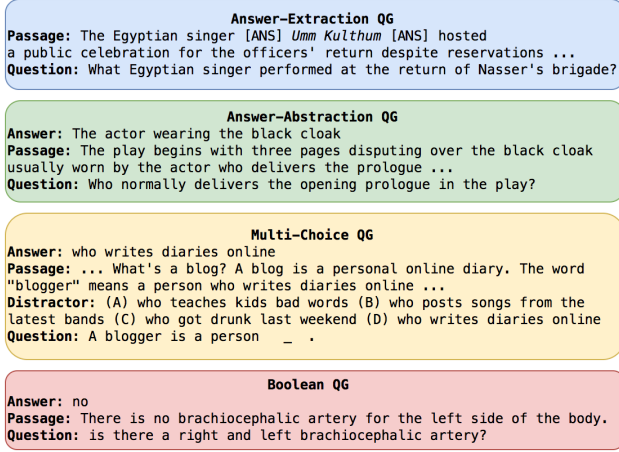 Answer-Extraction QG
Passage: The Egyptian singer [ANS] Umm Kulthum [ANS] hosted
a public celebration for the officers' return despite reservations ...
Question: What Egyptian singer performed at the return of Nasser's brigade?
Answer-Abstraction QG
Answer: The actor wearing the black cloak
Passage: The play begins with three pages disputing over the black cloak
usually worn by the actor who delivers the prologue ...
Question: Who normally delivers the opening prologue in the play?
Multi-Choice QG
Answer: who writes diaries online
Passage: ... What's a blog? A blog is a personal online diary. The word
"blogger" means a person who writes diaries online ...
Distractor: (A) who teaches kids bad words (B) who posts songs from the
latest bands (C) who got drunk last weekend (D) who writes diaries online
Question: A blogger is a person _ .
Boolean QG
Answer: no
Passage: There is no brachiocephalic artery for the left side of the body.
Question: is there a right and left brachiocephalic artery?